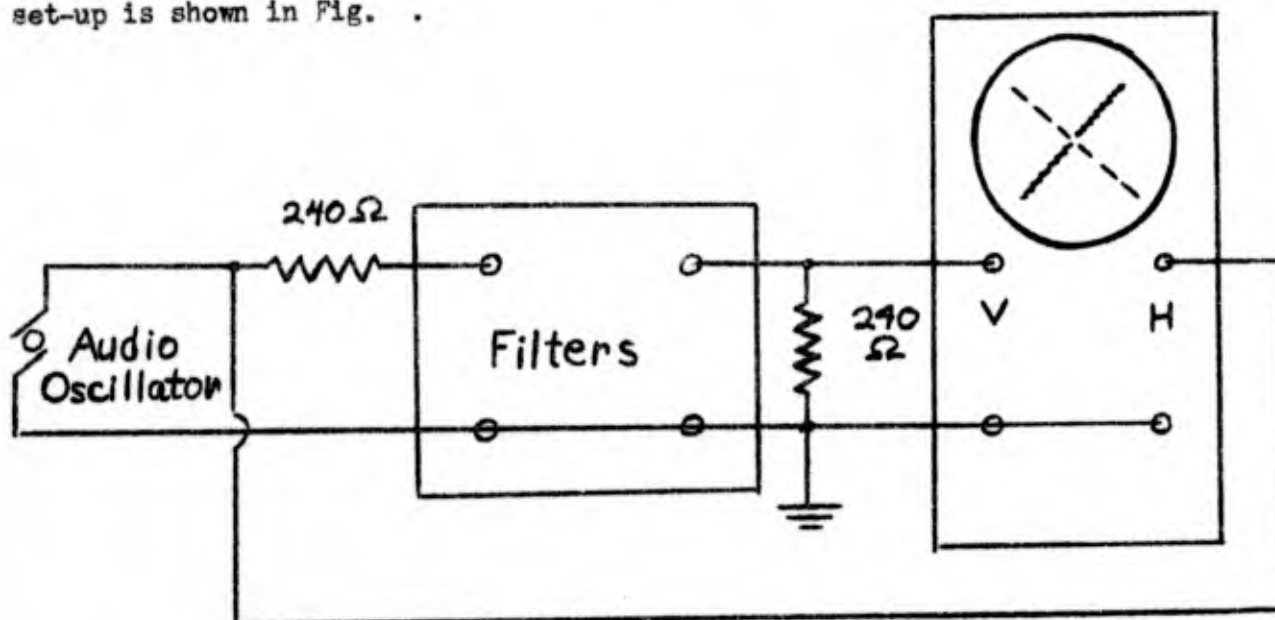 set-up is shown in Fig. .
240Ω
Audio
Oscillator
Filters
240
Ω
V
H